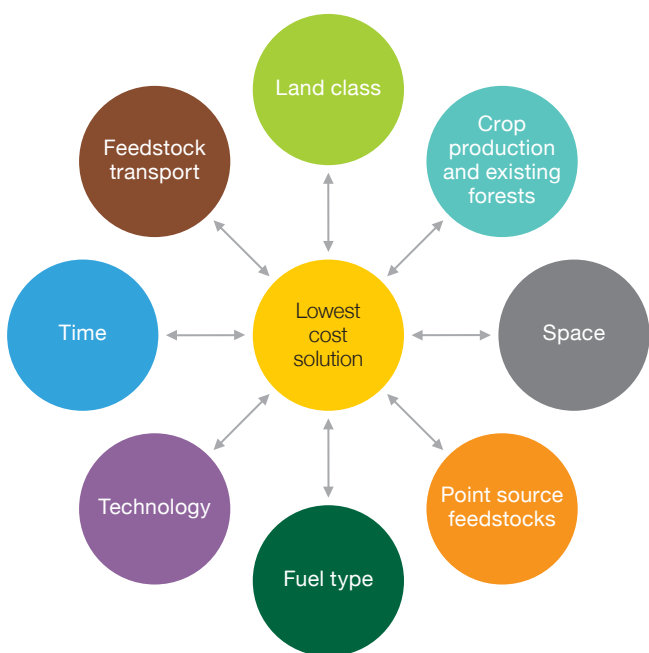 Land class
Feedstock
transport
Crop
production
and existing
forests
Time
Lowest
cost
solution
Space
Technology
Point source
feedstocks
Fuel type